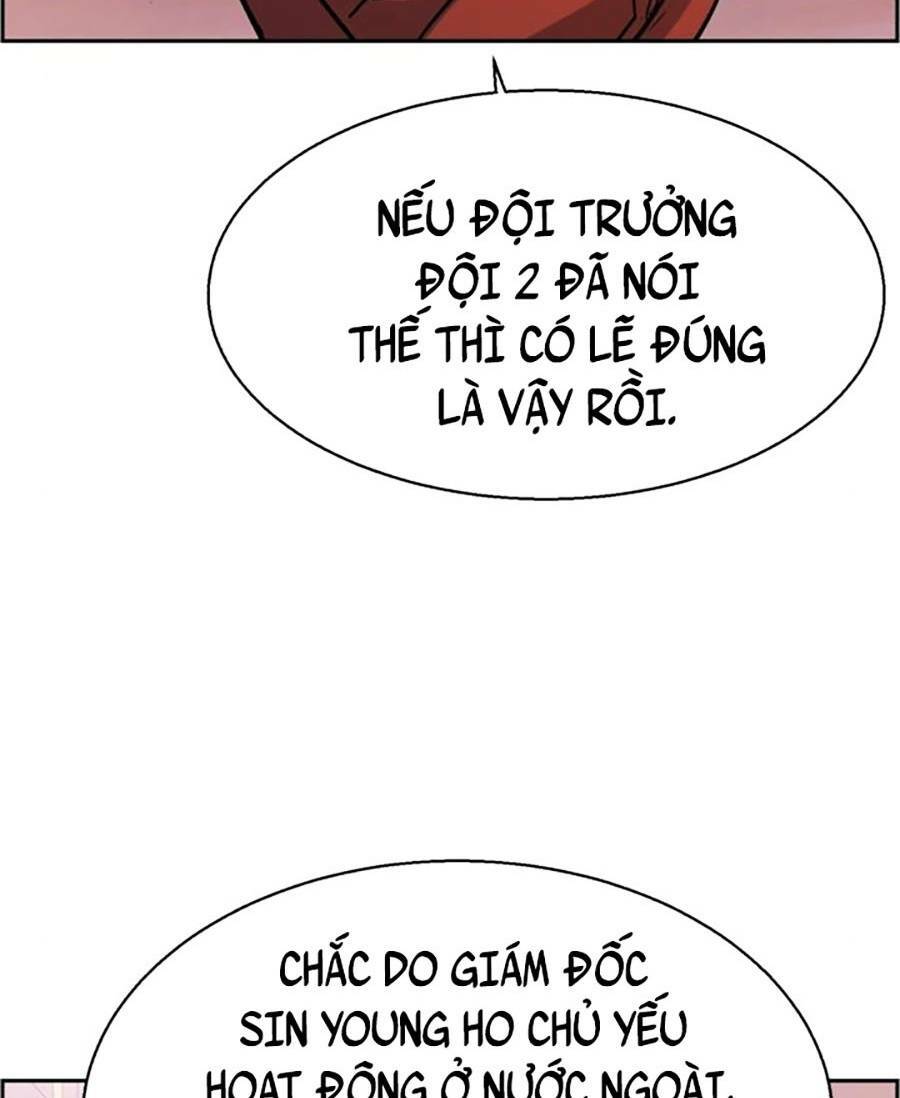 NẾU ĐỘI TRƯỞNG
ĐỘI 2 ĐÃ NÓI
THẾ THÌ CÓ LẼ ĐÚNG
LÀ VẬY RỒI.
CHẮC DO GIÁM ĐỐC
SIN YOUNG HO CHỦ YẾU
HOẠT ĐỘNG Ở NƯỚC NGOÀI.